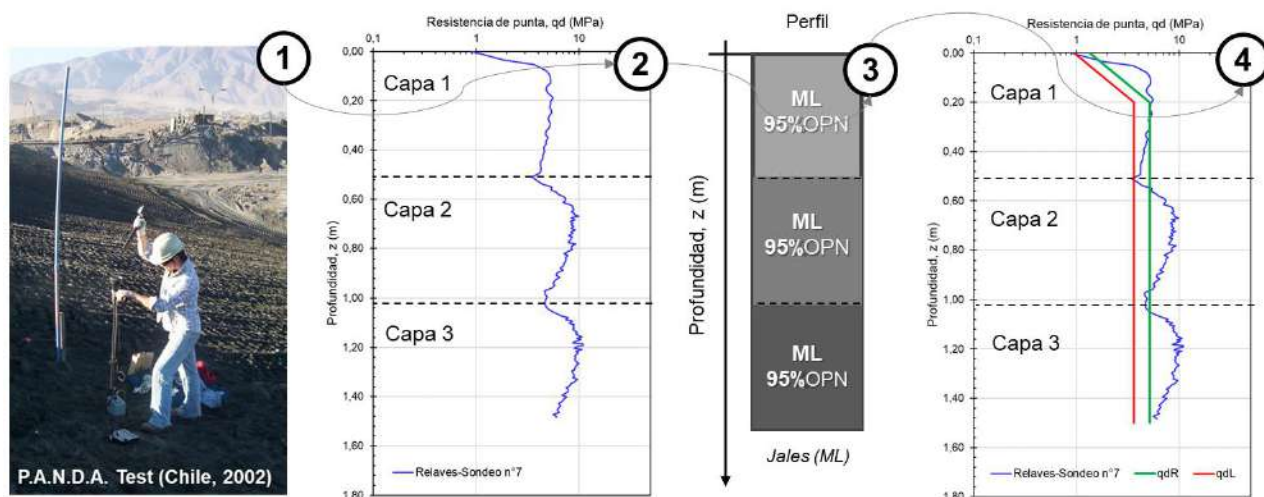 1
P.A.N.D.A. Test (Chile, 2002)
Resistencia de punta, qd (MPa)
0,1
1
10
2
0,00
0,20
0,40
0,60
0,80
1,00
1,20
1,40
1,60
1,80
Profundidad, z (m)
Capa 1
Capa 2
Capa 3
Relaves-Sondeo n°7
Perfil
3
Profundidad, z (m)
ML
95%OPN
ML
95%OPN
ML
95%OPN
Jales (ML)
Resistencia de punta, qd (MPa)
0,1
1
10
4
0,00
0,20
0,40
0,60
0,80
1,00
1,20
1,40
1,60
1,80
Profundidad, z (m)
Capa 1
Capa 2
Capa 3
Relaves-Sondeo n°7
qdR
qdL